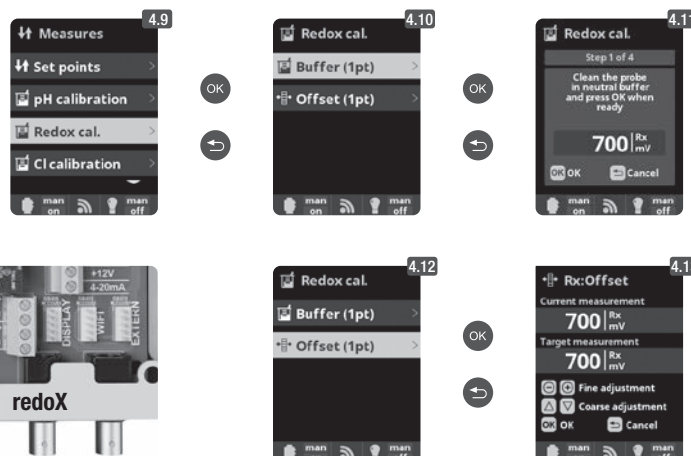 4.9
Measures
Set points
pH calibration
Redox cal.
Cl calibration
man on
man off
OK
4.10
Redox cal.
Buffer (1pt)
Offset (1pt)
man on
man off
OK
Redox cal.
Step 1 of 4
Clean the probe
in neutral buffer
and press OK when
ready
700 Rx mV
OK OK
Cancel
man on
man off
+12V
4-20mA
DISPLAY
WIFI
EXTERN
redoX
4.12
Redox cal.
Buffer (1pt)
Offset (1pt)
man
man
OK
Rx:Offset
Current measurement
700 Rx mV
Target measurement
700 Rx mV
Fine adjustment
Coarse adjustment
OK OK
Cancel
man
man